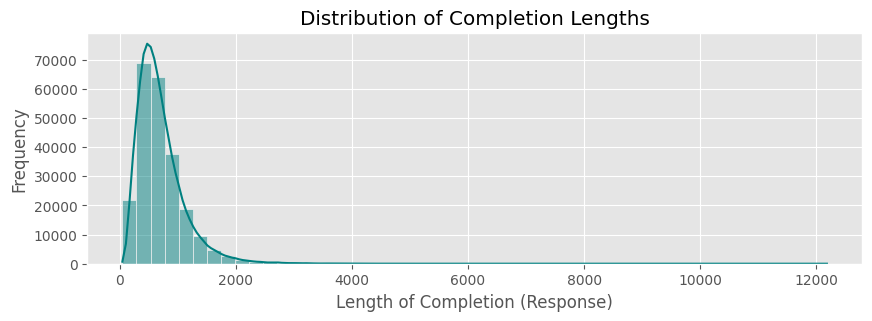 Distribution of Completion Lengths
Frequency
70000
60000
50000
40000
30000
20000
10000
0
0 2000 4000 6000 8000 10000 12000
Length of Completion (Response)